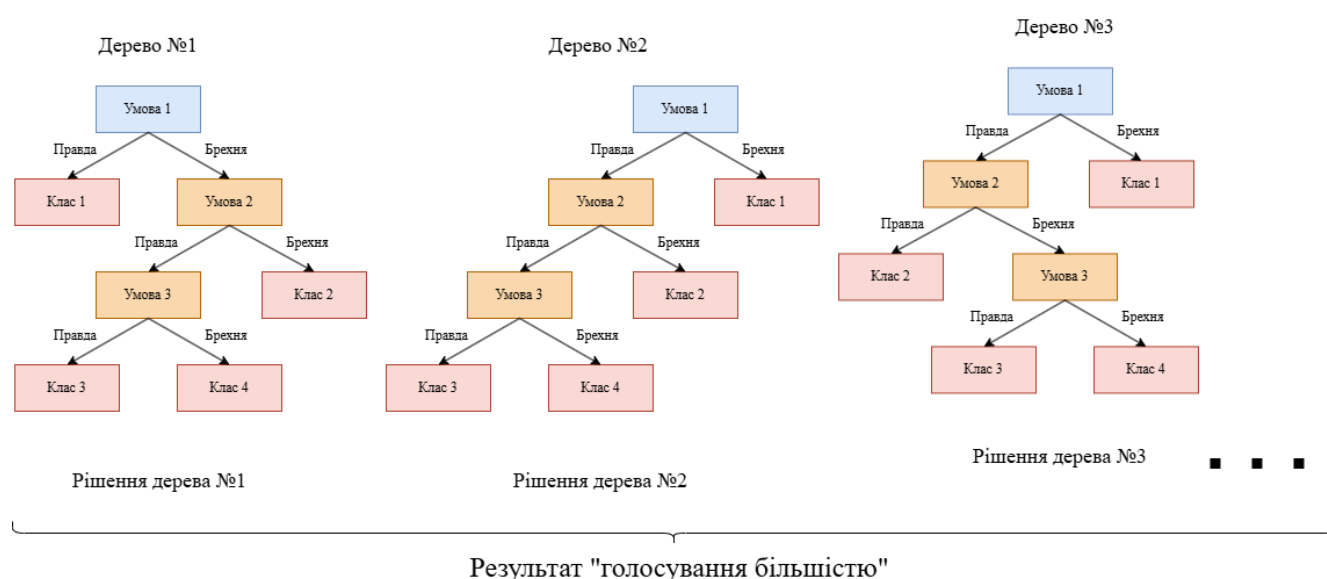 Дерево №1
Умова 1
Правда
Брехня
Клас 1
Умова 2
Правда
Брехня
Умова 3
Клас 2
Правда
Брехня
Клас 3
Клас 4
Рішення дерева №1
Дерево №2
Умова 1
Правда
Брехня
Умова 2
Клас 1
Правда
Брехня
Умова 3
Клас 2
Правда
Брехня
Клас 3
Клас 4
Рішення дерева №2
Дерево №3
Умова 1
Правда
Брехня
Умова 2
Клас 1
Правда
Брехня
Клас 2
Умова 3
Правда
Брехня
Клас 3
Клас 4
Рішення дерева №3
. . .
Результат "голосування більшістю"